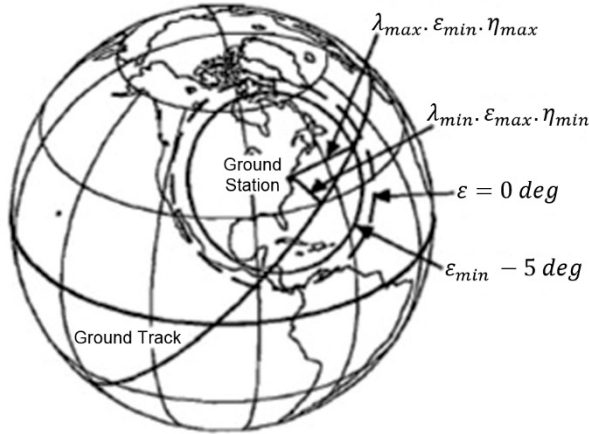 λmax. εmin. ηmax
λmin. εmax. ηmin
Ground
Station
ε = 0 deg
εmin − 5 deg
Ground Track